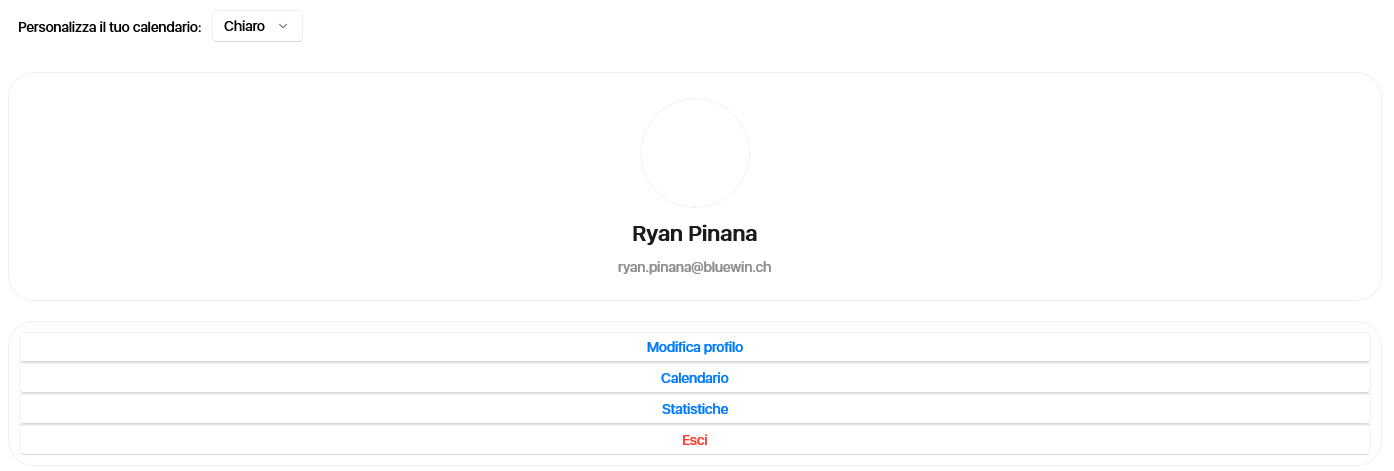 Personalizza il tuo calendario: Chiaro
Ryan Pinana
ryan.pinana@bluewin.ch
Modifica profilo
Calendario
Statistiche
Esci